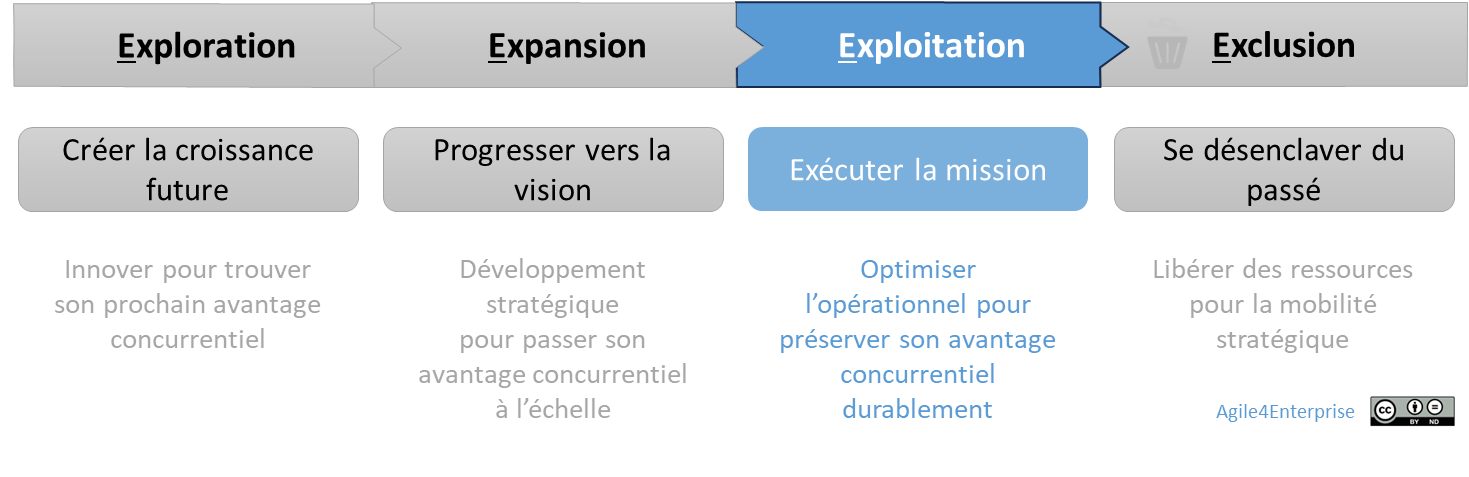 Exploration
Expansion
Exploitation
Exclusion
Créer la croissance
future
Progresser vers la
vision
Exécuter la mission
Se désenclaver du
passé
Innover pour trouver
son prochain avantage
concurrentiel
Développement
stratégique
pour passer son
avantage concurrentiel
à l’échelle
Optimiser
l’opérationnel pour
préserver son avantage
concurrentiel
durablement
Libérer des ressources
pour la mobilité
stratégique
Agile4Enterprise
cc
BY ND